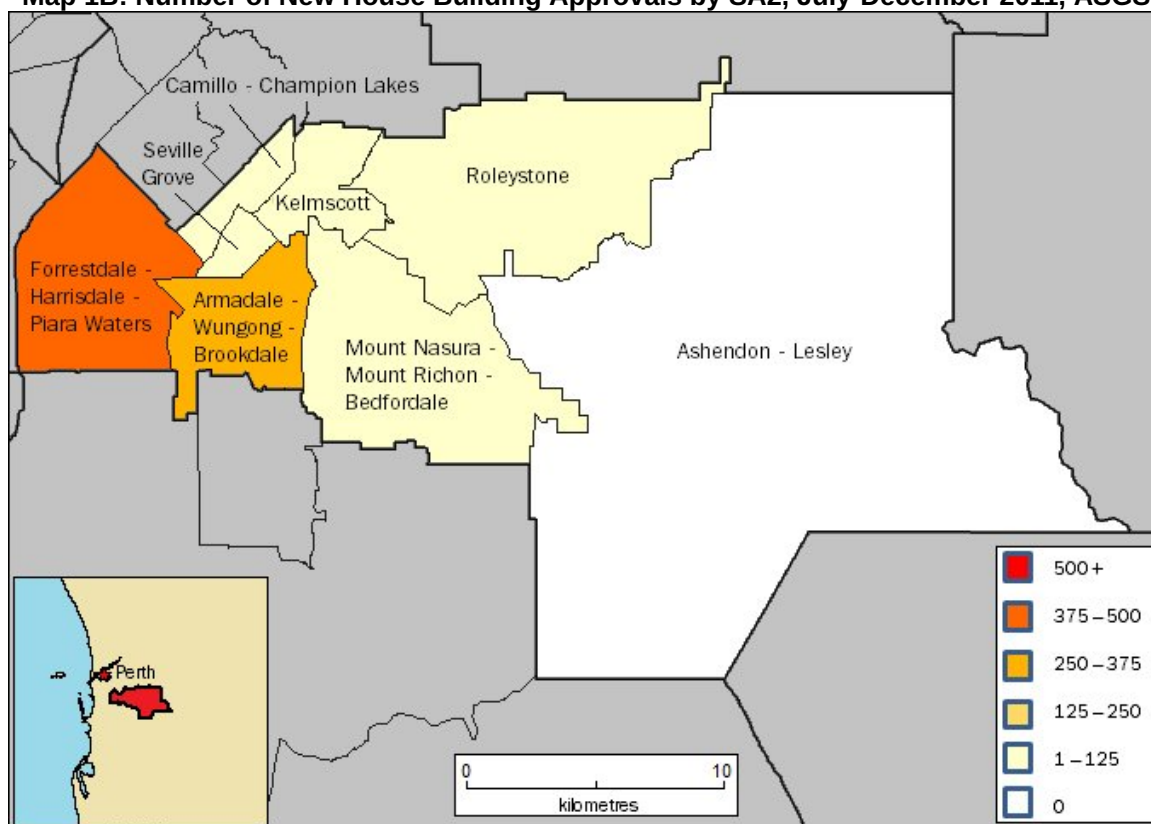 Map 1B: Number of New House Building Approvals by SA2, July-December 2011, ASGS
Camillo - Champion Lakes
Seville
Grove
Kelmscott
Roleystone
Forrestdale -
Harrisdale -
Piara Waters
Armadale -
Wungong -
Brookdale
Mount Nasura -
Mount Richon -
Bedfordale
Ashendon - Lesley
Perth
0 10
kilometres
500+
375 – 500
250 – 375
125 – 250
1 – 125
0